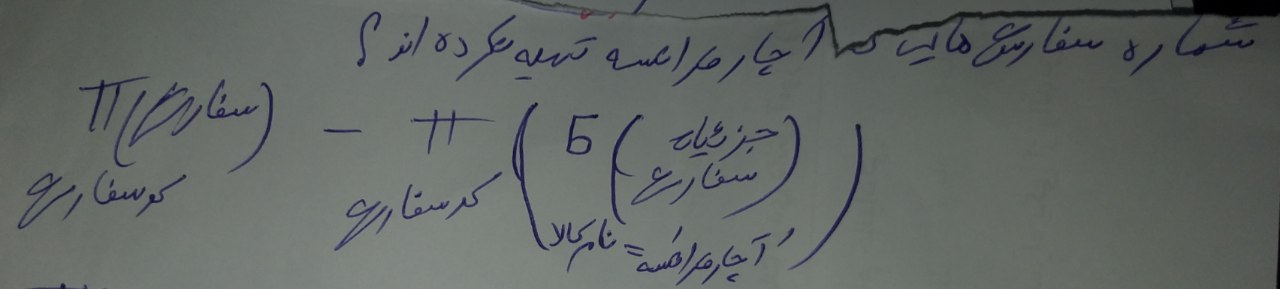 شماره سفارش هایی که آچار فرانسه تهیه نکرده اند ؟
π (سفارش) − π ( σ ( جزئیات سفارش ) )
کد سفارش کد سفارش نام کالا = 'آچار فرانسه'